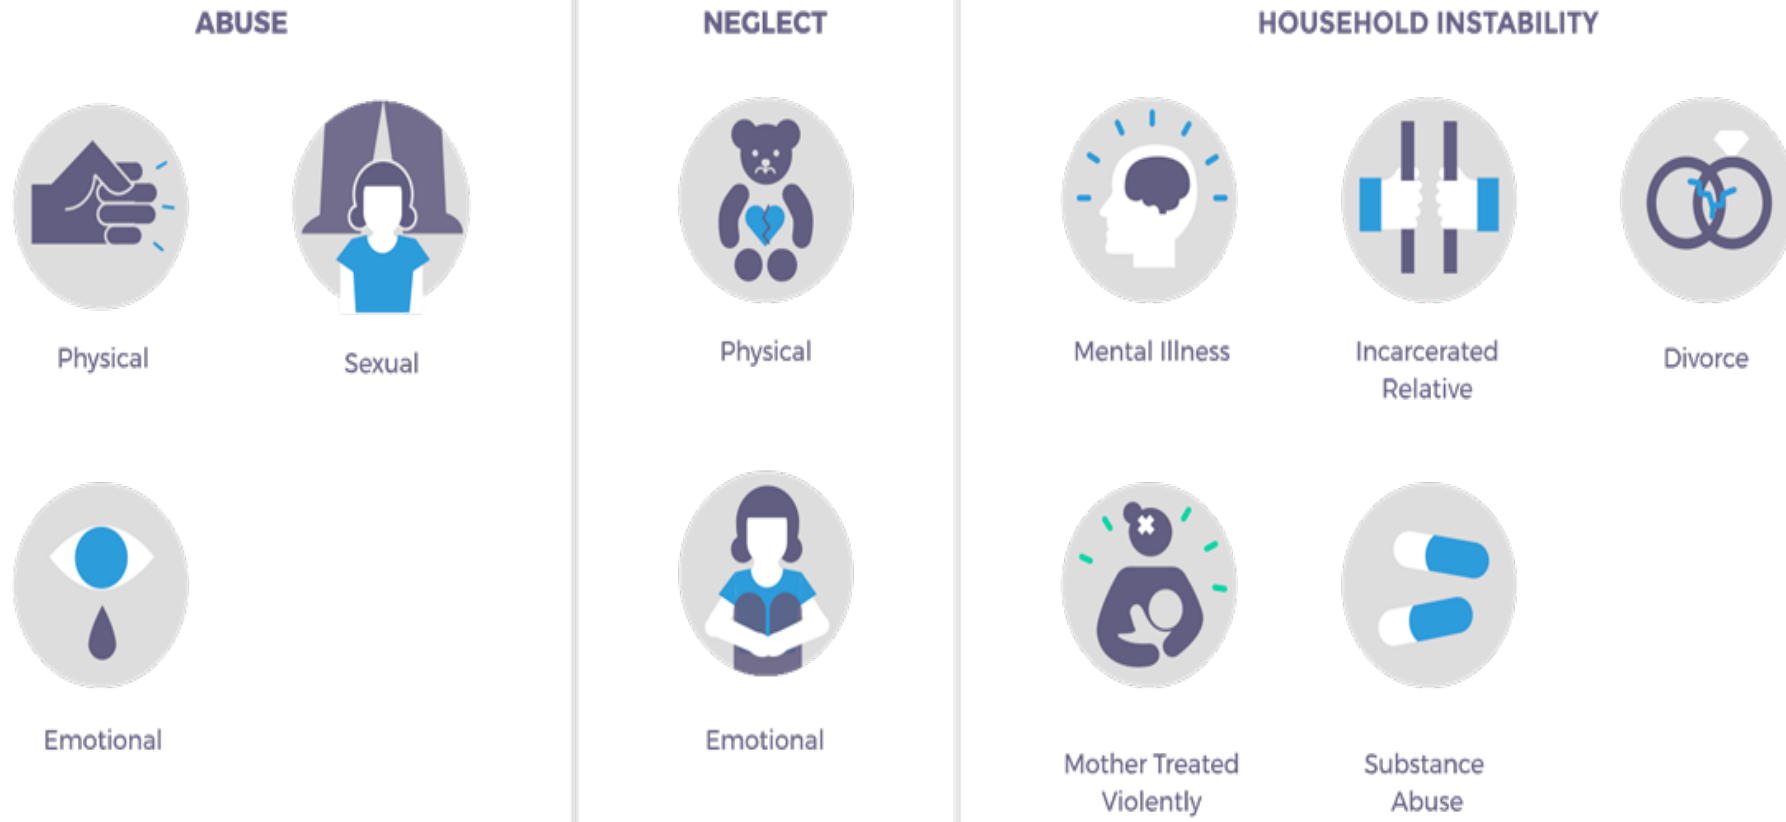 ABUSE
Physical
Sexual
Emotional
NEGLECT
Physical
Emotional
HOUSEHOLD INSTABILITY
Mental Illness
Incarcerated
Relative
Divorce
Mother Treated
Violently
Substance
Abuse